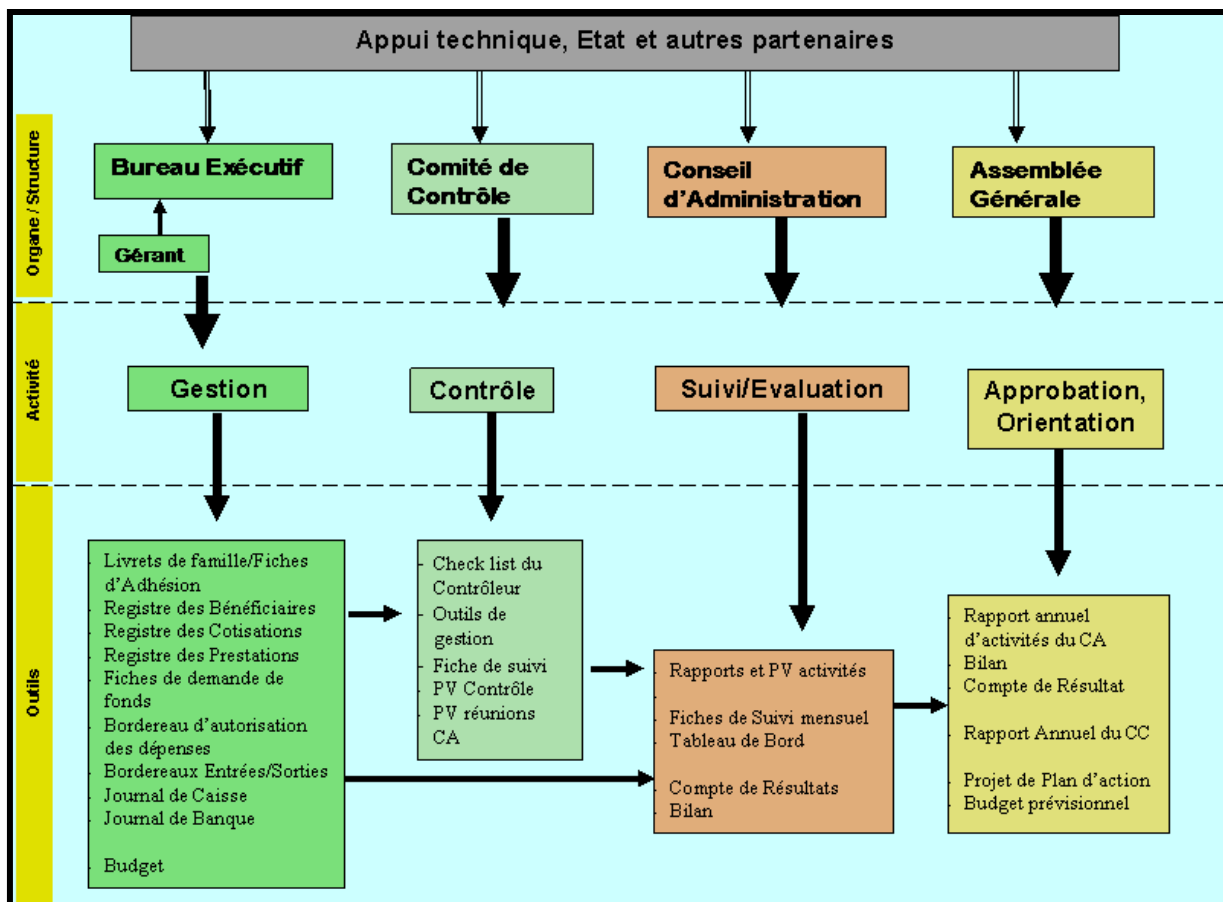 Appui technique, Etat et autres partenaires
Organe / Structure
Bureau Exécutif
Gérant
Comité de
Contrôle
Conseil
d'Administration
Assemblée
Générale
Activité
Gestion
Contrôle
Suivi/Evaluation
Approbation,
Orientation
Outils
- Livrets de famille/Fiches
d'Adhésion
- Registre des Bénéficiaires
- Registre des Cotisations
- Registre des Prestations
- Fiches de demande de
fonds
- Bordereau d'autorisation
des dépenses
- Bordereaux Entrées/Sorties
- Journal de Caisse
- Journal de Banque
- Budget
- Check list du
Contrôleur
- Outils de
gestion
- Fiche de suivi
- PV Contrôle
- PV réunions
CA
- Rapports et PV activités
- Fiches de Suivi mensuel
- Tableau de Bord
- Compte de Résultats
- Bilan
- Rapport annuel
d'activités du CA
- Bilan
- Compte de Résultat
- Rapport Annuel du CC
- Projet de Plan d'action
- Budget prévisionnel